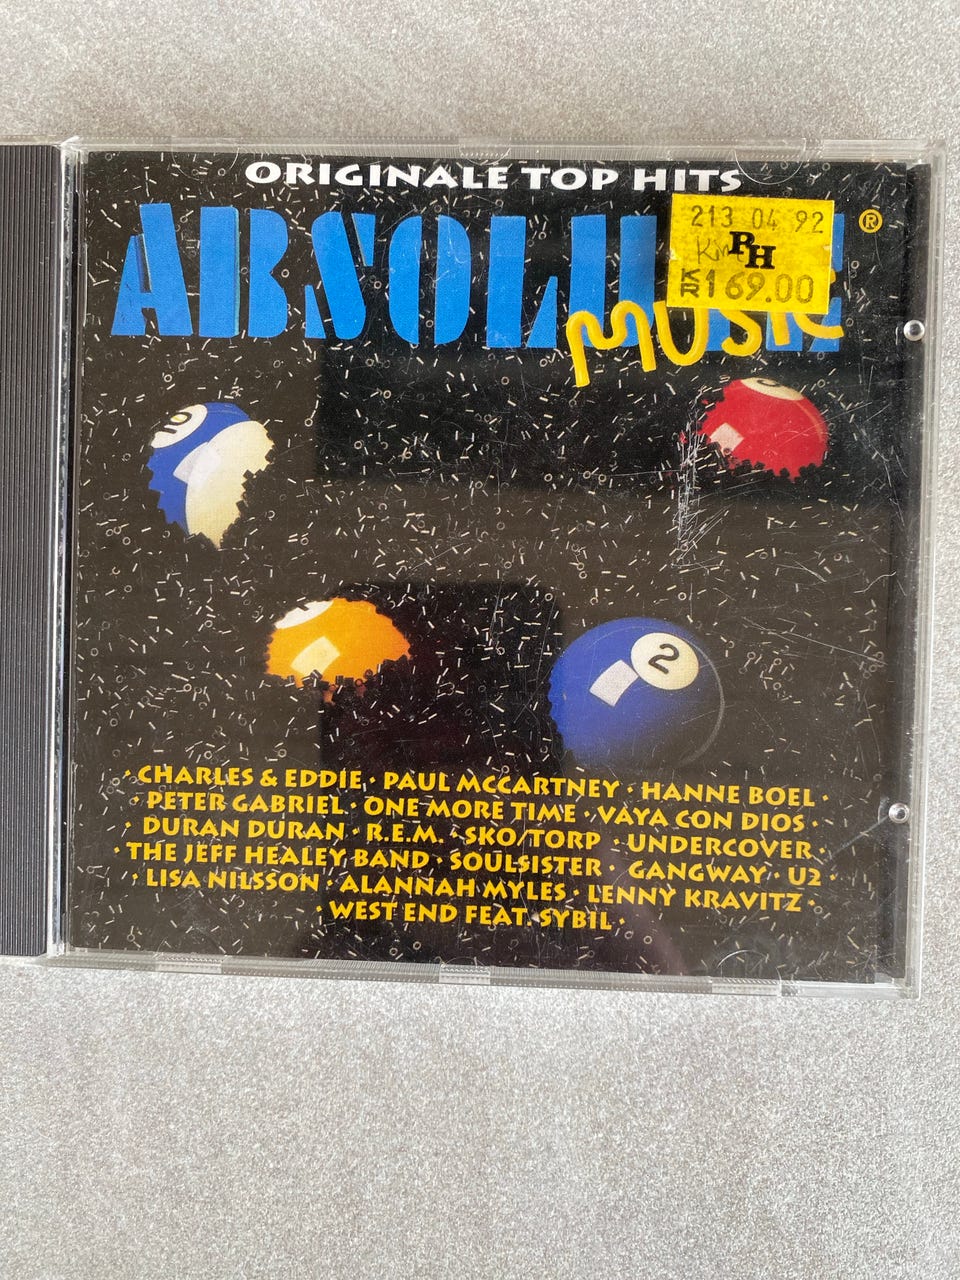 ORIGINALE TOP HITS
ABSOLUTE®
MUSIC
213 04 92
RH
KR 169.00
2
·CHARLES & EDDIE · PAUL MCCARTNEY · HANNE BOEL·
· PETER GABRIEL · ONE MORE TIME · VAYA CON DIOS ·
· DURAN DURAN · R.E.M. · SKO/TORP · UNDERCOVER·
·THE JEFF HEALEY BAND · SOULSISTER · GANGWAY · U2 ·
· LISA NILSSON · ALANNAH MYLES · LENNY KRAVITZ·
·WEST END FEAT. SYBIL·